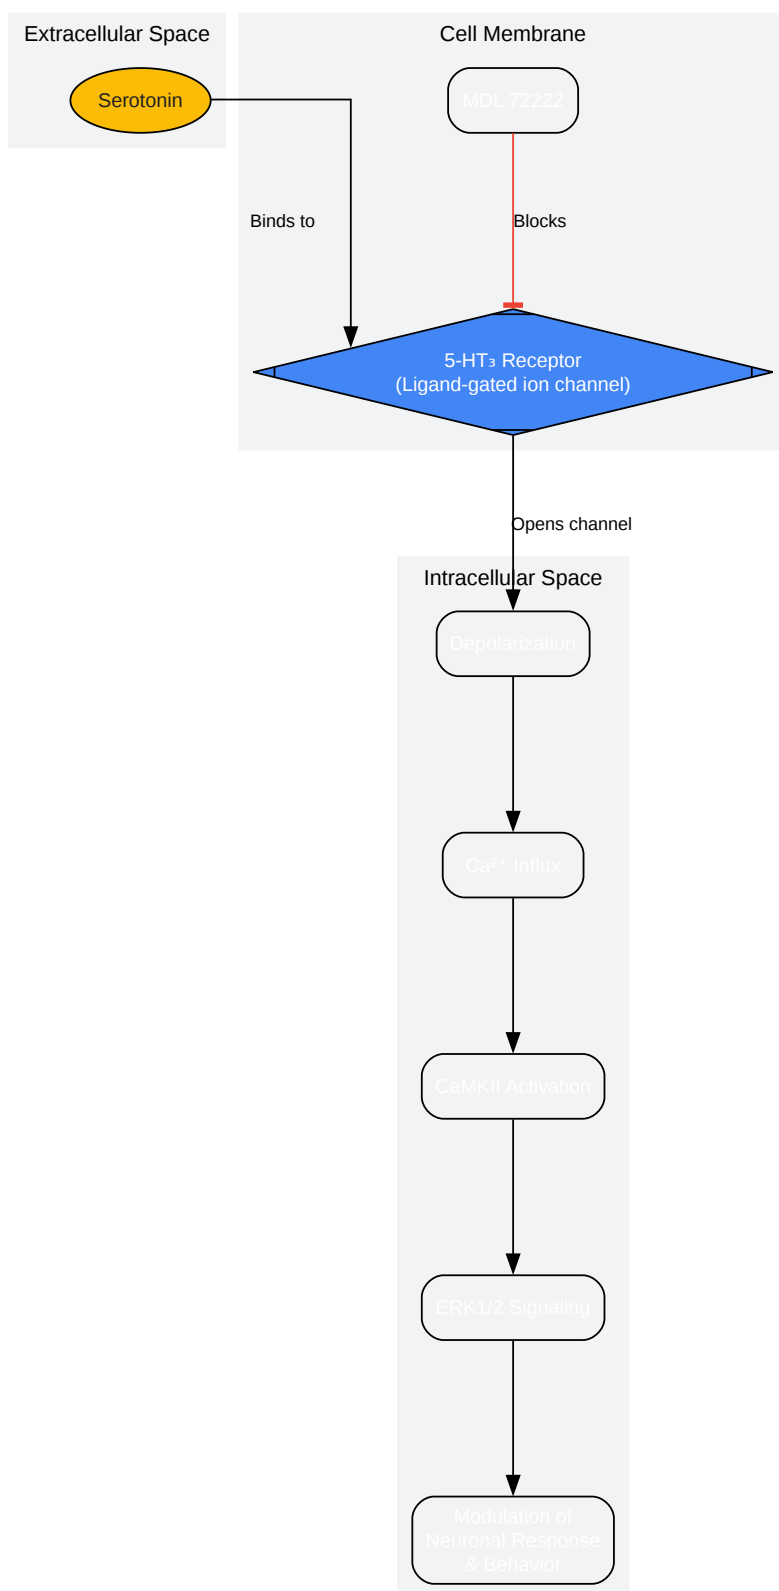 Extracellular Space
Cell Membrane
Serotonin
MDL 72222
Binds to
Blocks
5-HT₃ Receptor
(Ligand-gated ion channel)
Opens channel
Intracellular Space
Depolarization
Ca²⁺ Influx
CaMKII Activation
ERK1/2 Signaling
Modulation of
Neuronal Response
& Behavior